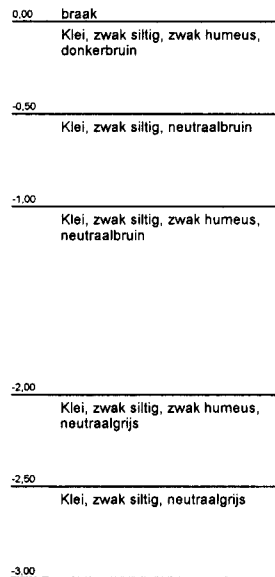 0,00 braak
Klei, zwak siltig, zwak humeus,
donkerbruin
-0,50
Klei, zwak siltig, neutraalbruin
-1,00
Klei, zwak siltig, zwak humeus,
neutraalbruin
-2,00
Klei, zwak siltig, zwak humeus,
neutraalgrijs
-2,50
Klei, zwak siltig, neutraalgrijs
-3,00